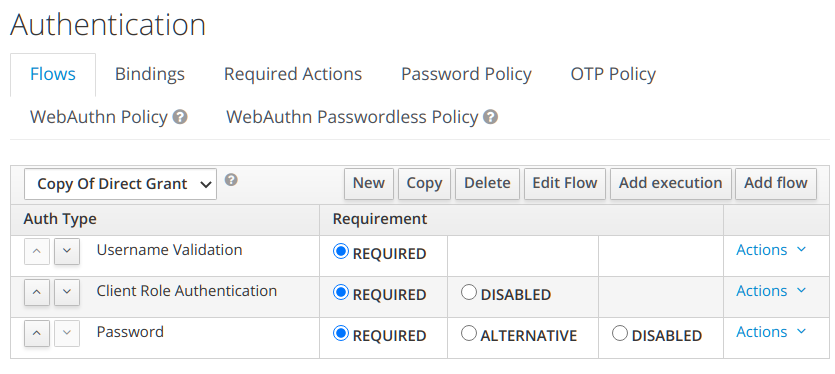 Authentication
Flows Bindings Required Actions Password Policy OTP Policy
WebAuthn Policy ? WebAuthn Passwordless Policy ?
Copy Of Direct Grant ? New Copy Delete Edit Flow Add execution Add flow
Auth Type Requirement
Username Validation REQUIRED Actions
Client Role Authentication REQUIRED DISABLED Actions
Password REQUIRED ALTERNATIVE DISABLED Actions